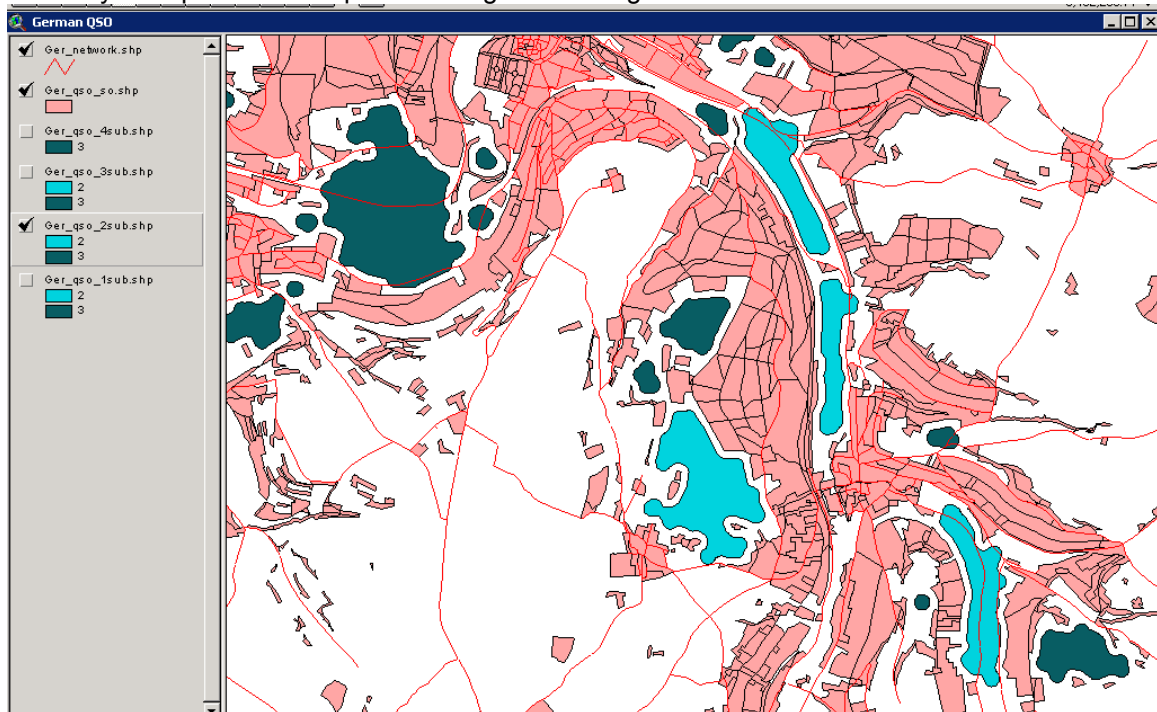 German QSO
Ger_network.shp
Ger_qso_so.shp
Ger_qso_4sub.shp
3
Ger_qso_3sub.shp
2
3
Ger_qso_2sub.shp
2
3
Ger_qso_1sub.shp
2
3